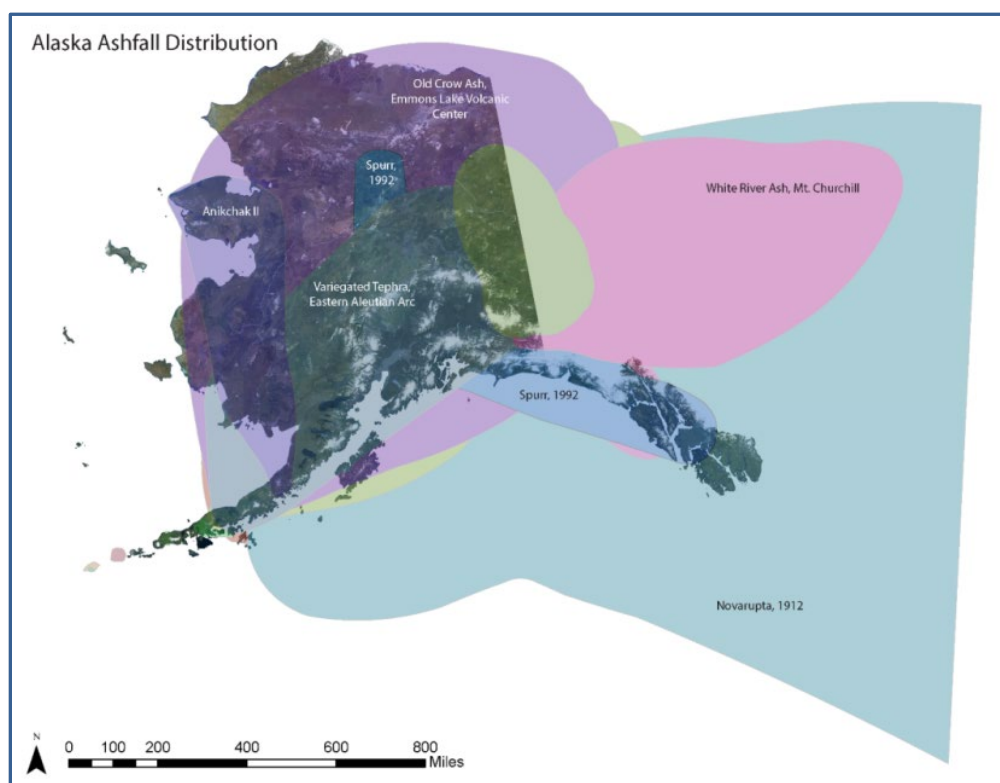 Alaska Ashfall Distribution
Old Crow Ash,
Emmons Lake Volcanic
Center
Spurr,
1992
White River Ash, Mt. Churchill
Anikchak II
Variegated Tephra,
Eastern Aleutian Arc
Spurr, 1992
Novarupta, 1912
N
0 100 200 400 600 800
Miles